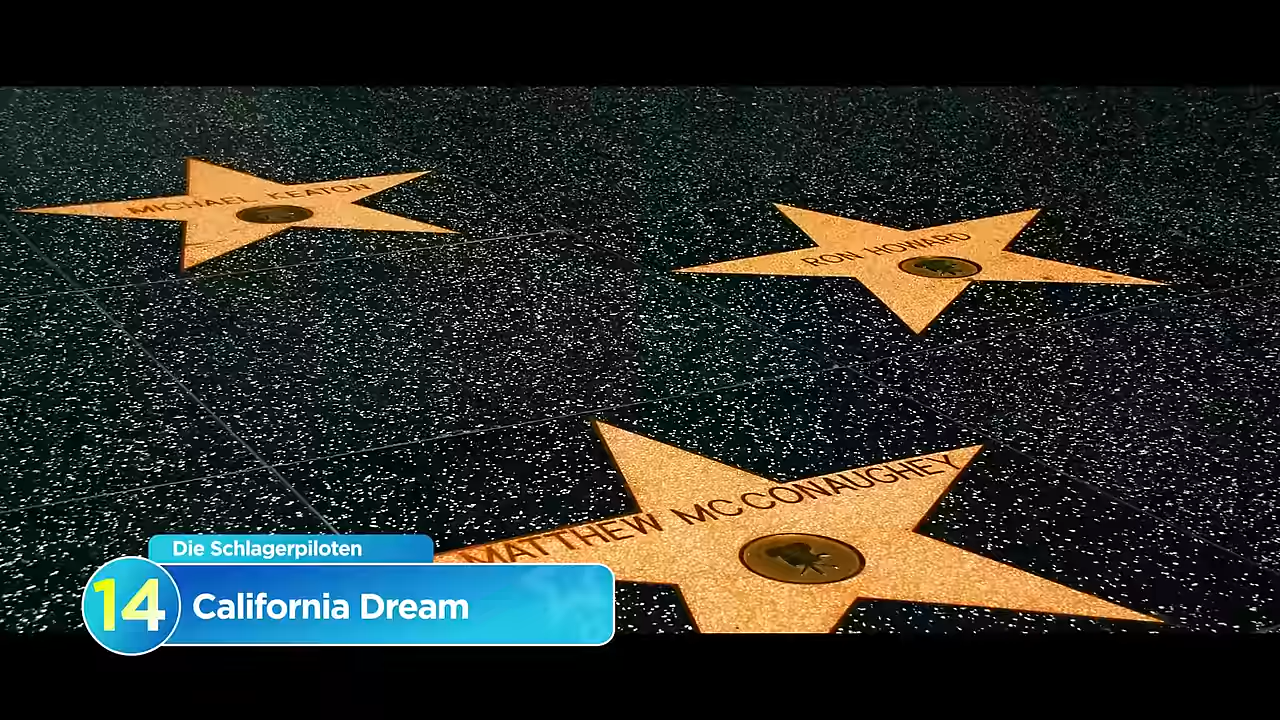 MICHAEL KEATON
RON HOWARD
MATTHEW MCCONAUGHEY
Die Schlagerpiloten
14
California Dream